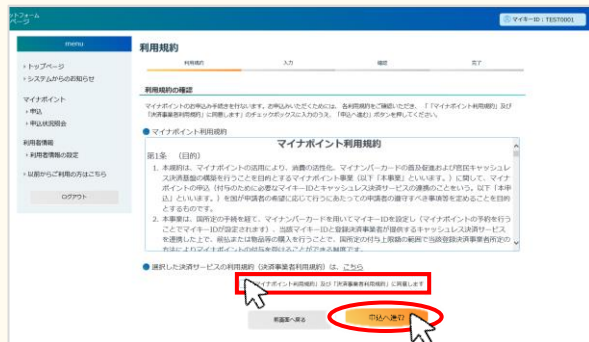 ットフォーム
ページ
マイキーID：TEST0001
menu
トップページ
システムからのお知らせ
マイナポイント
申込
申込状況照会
利用者情報
利用者情報の設定
以前からご利用の方はこちら
ログアウト
利用規約
利用規約
入力
確認
完了
利用規約の確認
マイナポイントのお申込み手続きを行ないます。お申込みいただくためには、各利用規約をご確認いただき、「「マイナポイント利用規約」及び
「決済事業者利用規約」に同意します」のチェックボックスに入力のうえ、「申込へ進む」ボタンを押してください。
マイナポイント利用規約
マイナポイント利用規約
第1条 （目的）
1. 本規約は、マイナポイントの活用により、消費の活性化、マイナンバーカードの普及促進および官民キャッシュレ
ス決済基盤の構築を行うことを目的とするマイナポイント事業（以下「本事業」といいます。）に関して、マイナ
ポイントの申込（付与のために必要なマイキーIDとキャッシュレス決済サービスの連携のことをいう。以下「本申
込」といいます。）を国が申請者の希望に応じて行うにあたっての申請者の遵守すべき事項等を定めることを目的
とするものです。
2. 本事業は、国所定の手続を経て、マイナンバーカードを用いてマイキーIDを設定し（マイナポイントの予約を行う
ことでマイキーIDが設定されます）、当該マイキーIDと登録決済事業者が提供するキャッシュレス決済サービス
を連携した上で、前払または物品等の購入を行うことで、国所定の付与上限額の範囲で当該登録決済事業者所定の
方法によりマイナポイントの付与を受けることができる制度です。
選択した決済サービスの利用規約（決済事業者利用規約）は、こちら
マイナポイント利用規約」及び「決済事業者利用規約」に同意します
前画面へ戻る
申込へ進む